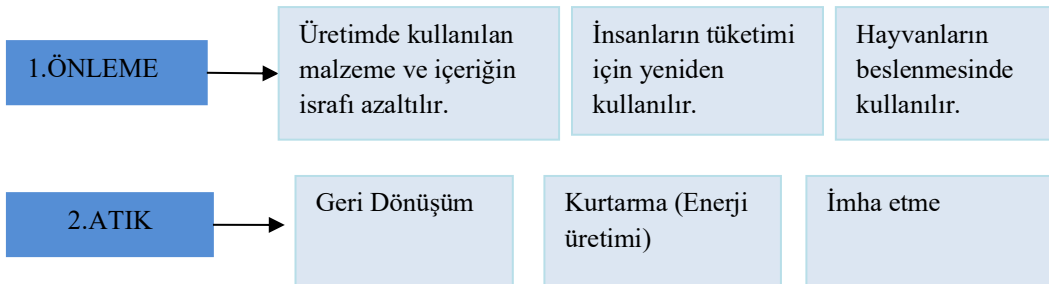 1.ÖNLEME
Üretimde kullanılan
malzeme ve içeriğin
israfı azaltılır.
İnsanların tüketimi
için yeniden
kullanılır.
Hayvanların
beslenmesinde
kullanılır.
2.ATIK
Geri Dönüşüm
Kurtarma (Enerji
üretimi)
İmha etme